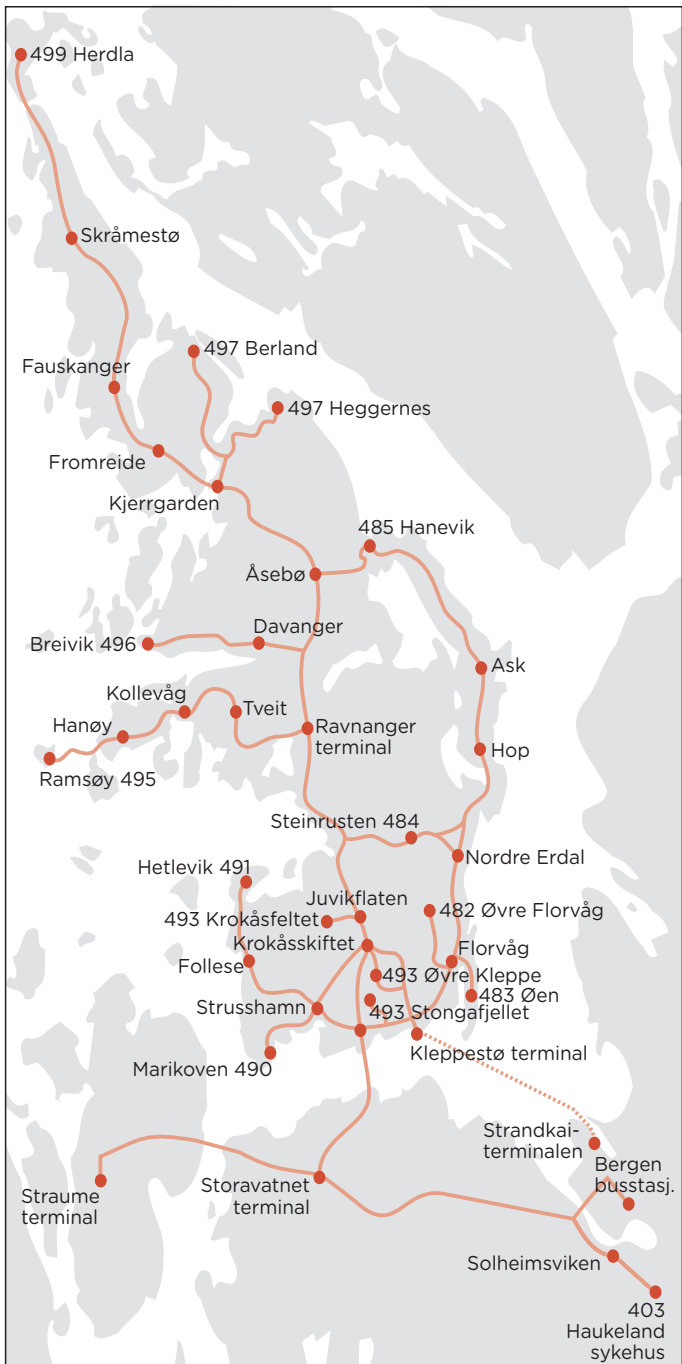 499 Herdla
Skråmestø
497 Berland
Fauskanger
497 Heggernes
Fromreide
Kjerrgarden
485 Hanevik
Åsebø
Davanger
Breivik 496
Ask
Kollevåg
Tveit
Hanøy
Ravnanger
terminal
Hop
Ramsøy 495
Steinrusten 484
Nordre Erdal
Hetlevik 491
Juvikflaten
482 Øvre Florvåg
493 Krokåsfeltet
Krokåsskiftet
Florvåg
Follese
493 Øvre Kleppe
483 Øen
Strusshamn
493 Stongafjellet
Kleppestø terminal
Marikoven 490
Strandkai-
terminalen
Bergen
busstasj.
Straume
terminal
Storavatnet
terminal
Solheimsviken
403
Haukeland
sykehus